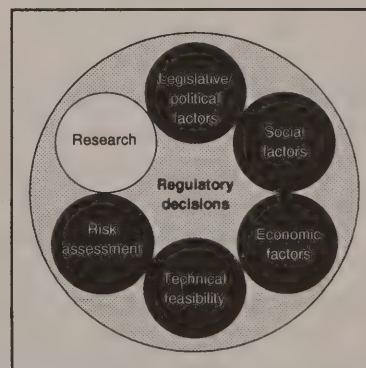 Legislative/
political
factors
Research
Social
factors
Regulatory
decisions
Risk
assessment
Economic
factors
Technical
feasibility